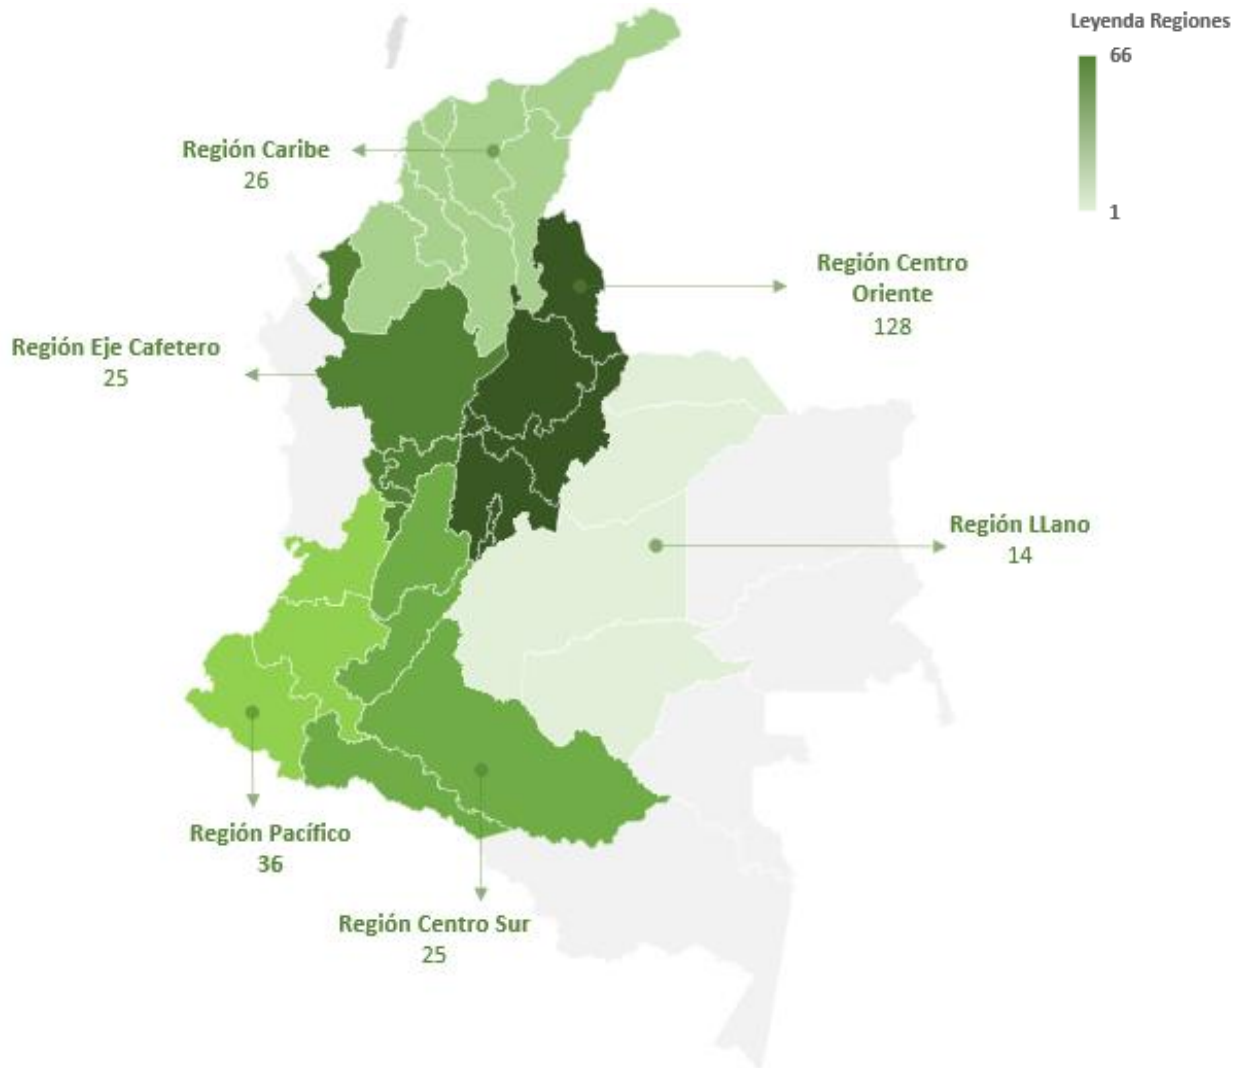 Leyenda Regiones
66
1
Región Caribe
26
Región Centro
Oriente
128
Región Eje Cafetero
25
Región LLano
14
Región Pacífico
36
Región Centro Sur
25